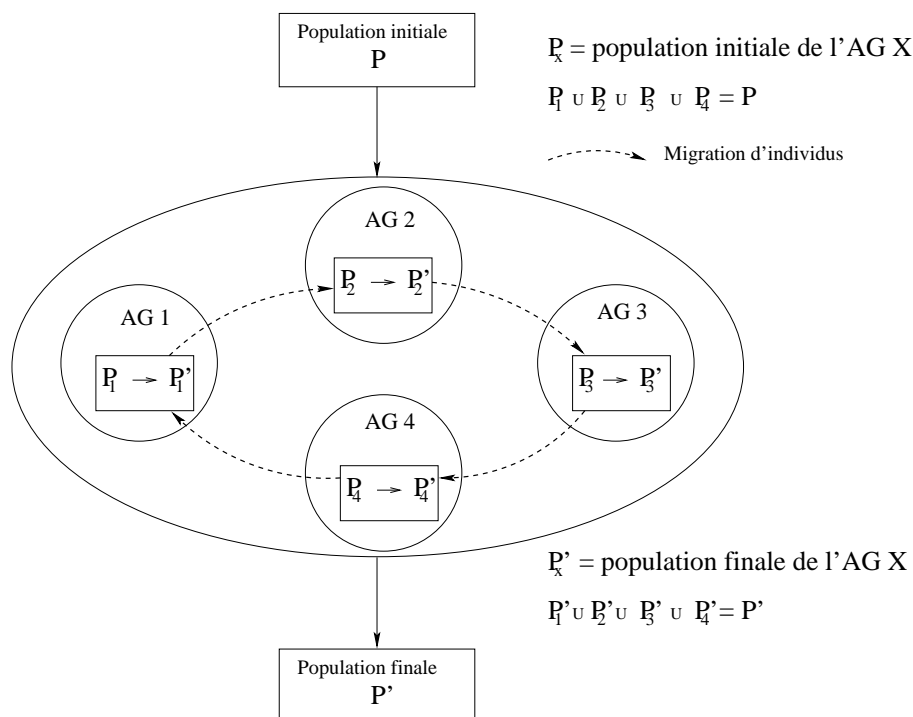 Population initiale
P
Pₓ = population initiale de l’AG X
P₁ ∪ P₂ ∪ P₃ ∪ P₄ = P
Migration d’individus
AG 2
P₂ → P₂’
AG 1
P₁ → P₁’
AG 3
P₃ → P₃’
AG 4
P₄ → P₄’
Pₓ’ = population finale de l’AG X
P₁’ ∪ P₂’ ∪ P₃’ ∪ P₄’ = P’
Population finale
P’